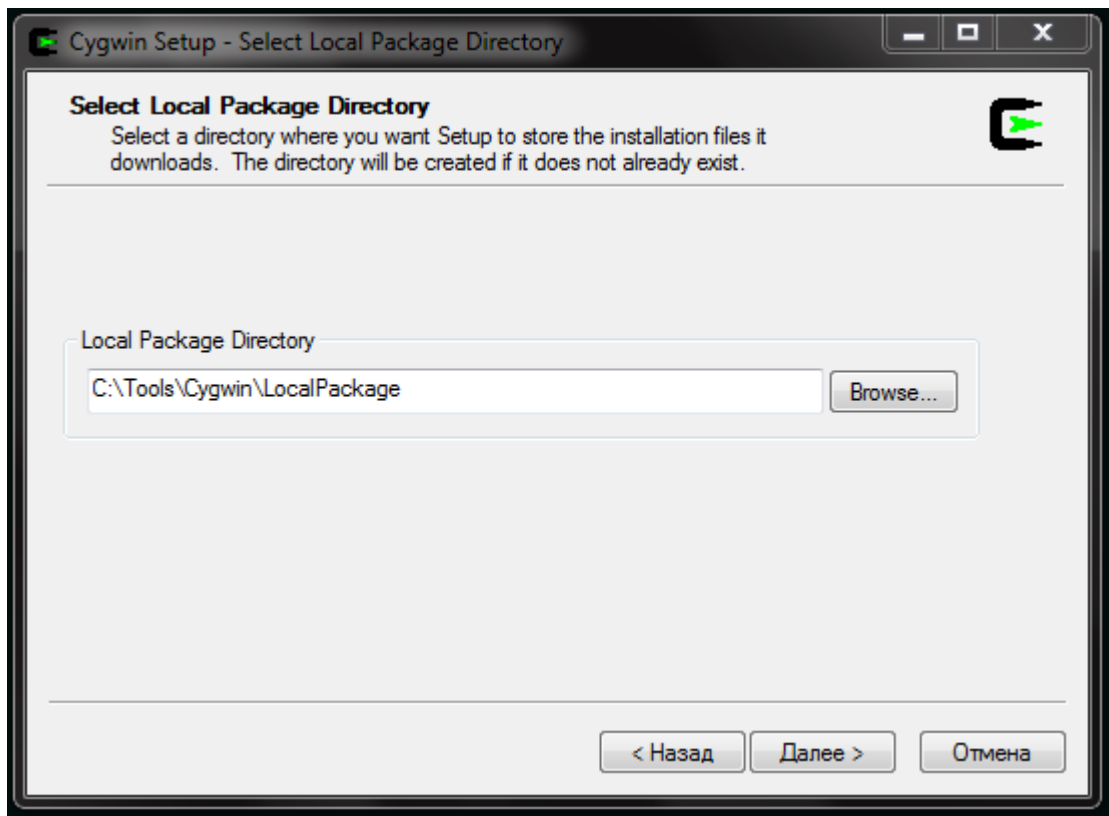 Cygwin Setup - Select Local Package Directory
Select Local Package Directory
Select a directory where you want Setup to store the installation files it
downloads.  The directory will be created if it does not already exist.
Local Package Directory
C:\Tools\Cygwin\LocalPackage
Browse...
< Назад
Далее >
Отмена